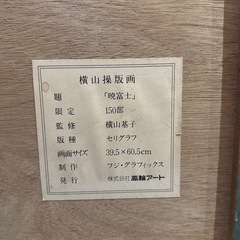 横山操版画
題 「暁富士」
限定 150部
監修 横山基子
版種 セリグラフ
画面サイズ 39.5×60.5cm
制作 フジ・グラフィックス
発行 株式会社高輪アート